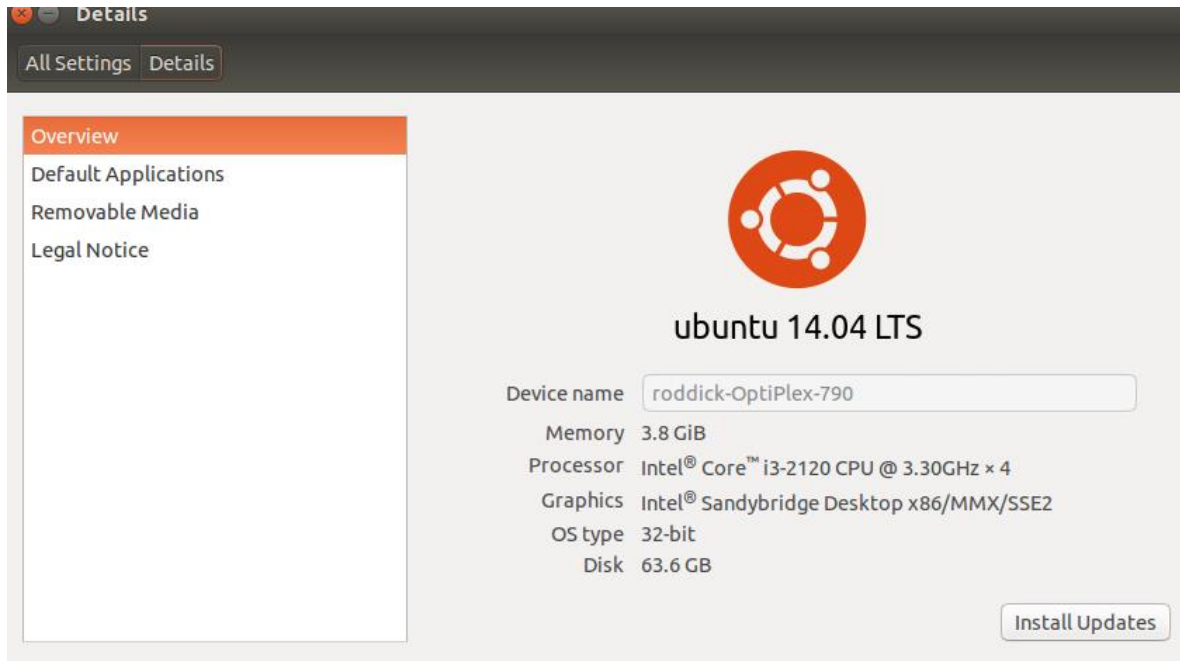 Details
All Settings Details
Overview
Default Applications
Removable Media
Legal Notice
ubuntu 14.04 LTS
Device name roddick-OptiPlex-790
Memory 3.8 GiB
Processor Intel® Core™ i3-2120 CPU @ 3.30GHz × 4
Graphics Intel® Sandybridge Desktop x86/MMX/SSE2
OS type 32-bit
Disk 63.6 GB
Install Updates